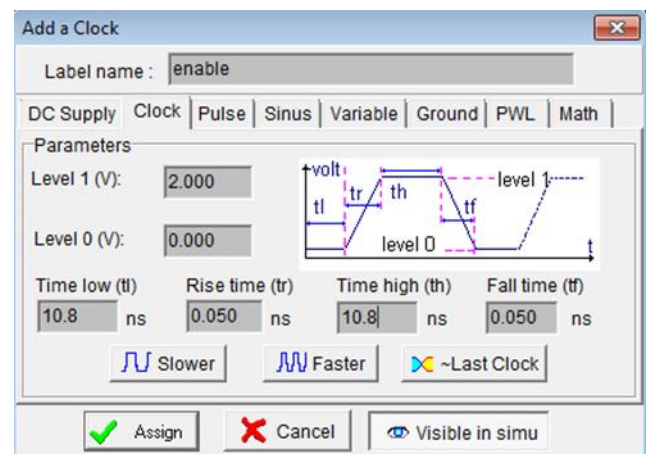 Add a Clock
Label name : enable
DC Supply Clock Pulse Sinus Variable Ground PWL Math
Parameters
Level 1 (V): 2.000
Level 0 (V): 0.000
volt
tl tr th tf
level 1
level 0
t
Time low (tl) Rise time (tr) Time high (th) Fall time (tf)
10.8 ns 0.050 ns 10.8 ns 0.050 ns
Slower Faster ~Last Clock
Assign Cancel Visible in simu